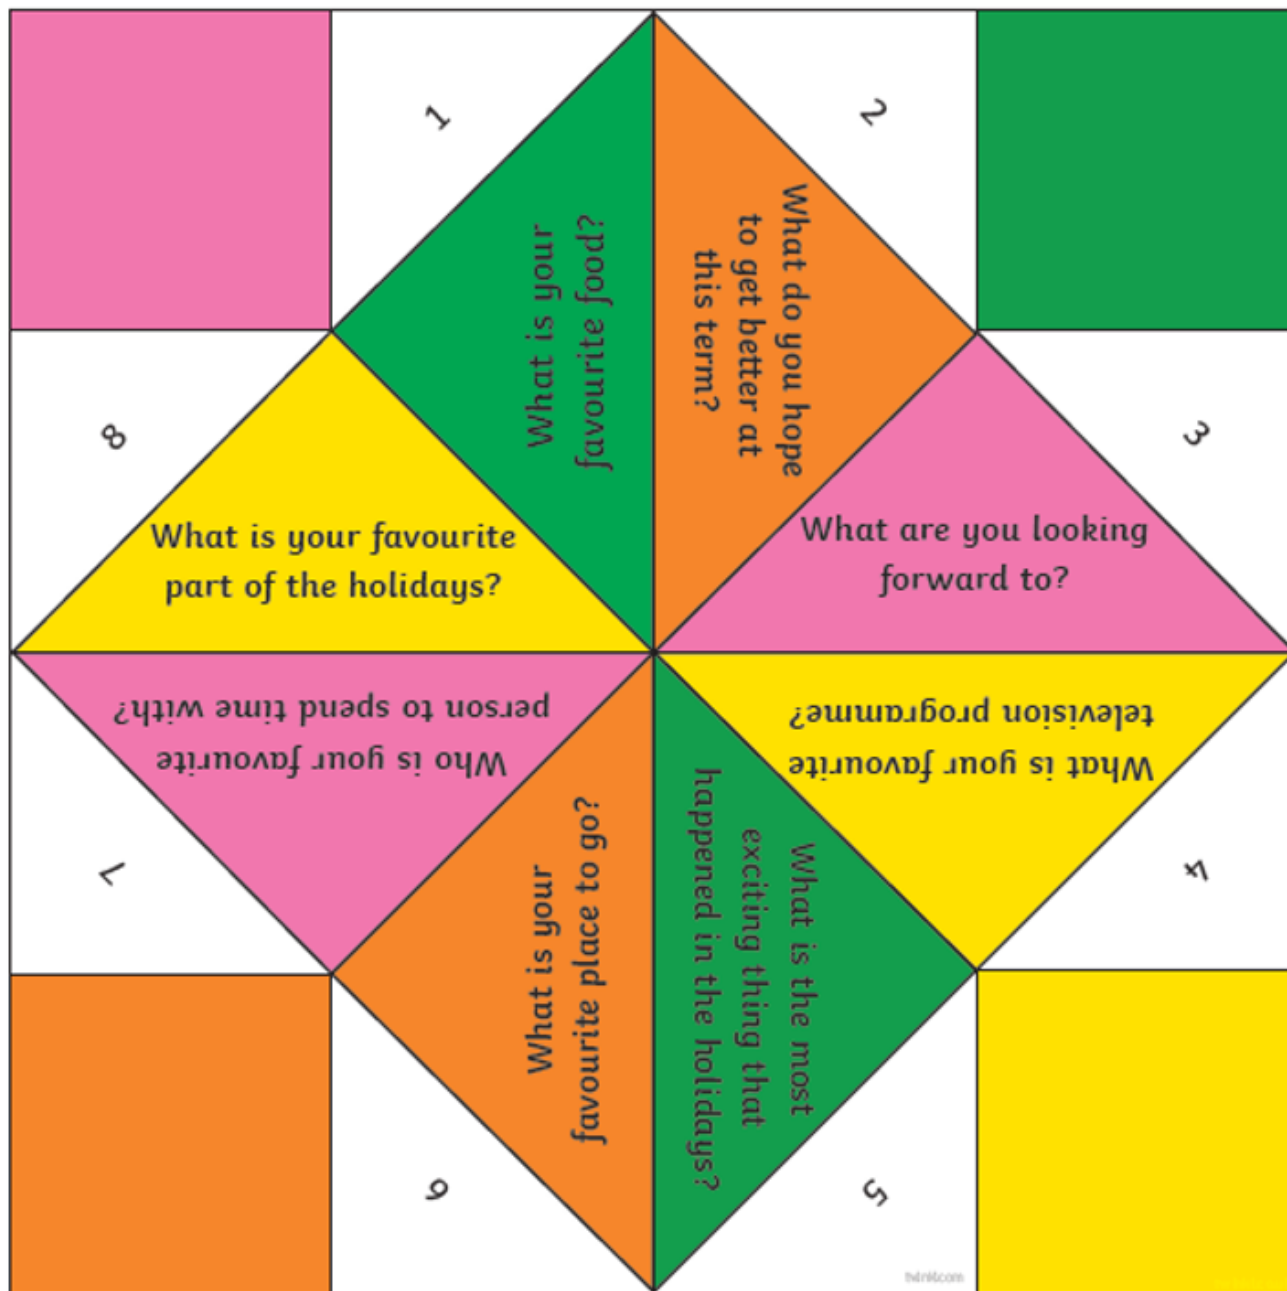 1
2
What is your
favourite food?
What do you hope
to get better at
this term?
8
3
What is your favourite
part of the holidays?
What are you looking
forward to?
Who is your favourite
person to spend time with?
What is your favourite
television programme?
7
4
What is your
favourite place to go?
What is the most
exciting thing that
happened in the holidays?
6
5
twinkl.com